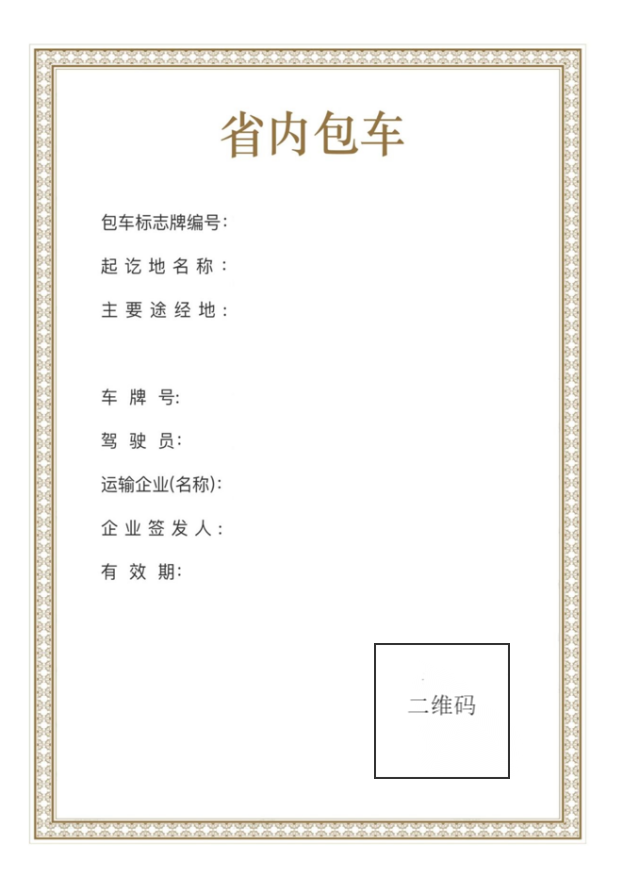 省内包车
包车标志牌编号：
起讫地名称：
主要途经地：
车牌号:
驾驶员：
运输企业(名称)：
企业签发人：
有效期：
二维码